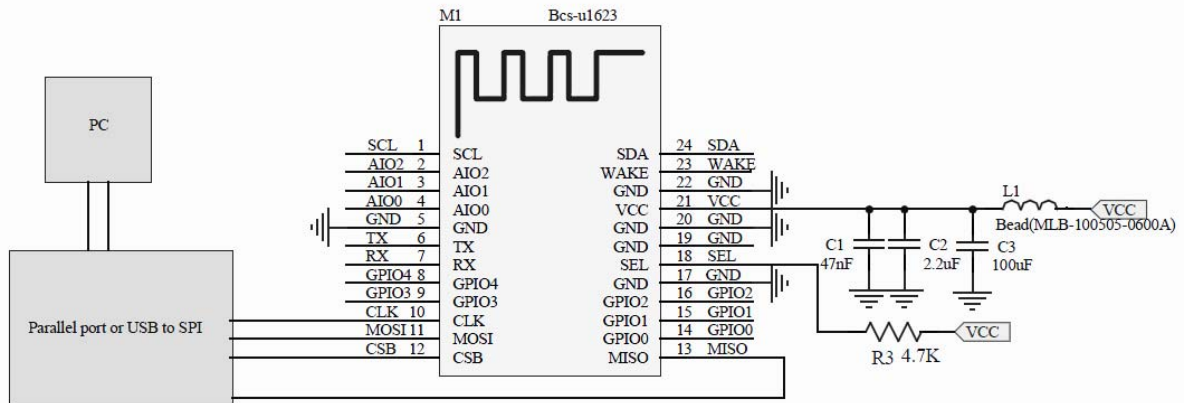 M1 Bcs-u1623
PC
Parallel port or USB to SPI
SCL 1 SCL
AIO2 2 AIO2
AIO1 3 AIO1
AIO0 4 AIO0
GND 5 GND
TX 6 TX
RX 7 RX
GPIO4 8 GPIO4
GPIO3 9 GPIO3
CLK 10 CLK
MOSI 11 MOSI
CSB 12 CSB
SDA 24 SDA
WAKE 23 WAKE
GND 22 GND
VCC 21 VCC
GND 20 GND
GND 19 GND
SEL 18 SEL
GND 17 GND
GPIO2 16 GPIO2
GPIO1 15 GPIO1
GPIO0 14 GPIO0
MISO 13 MISO
L1
VCC
Bead(MLB-100505-0600A)
C1
47nF
C2
2.2uF
C3
100uF
VCC
R3 4.7K